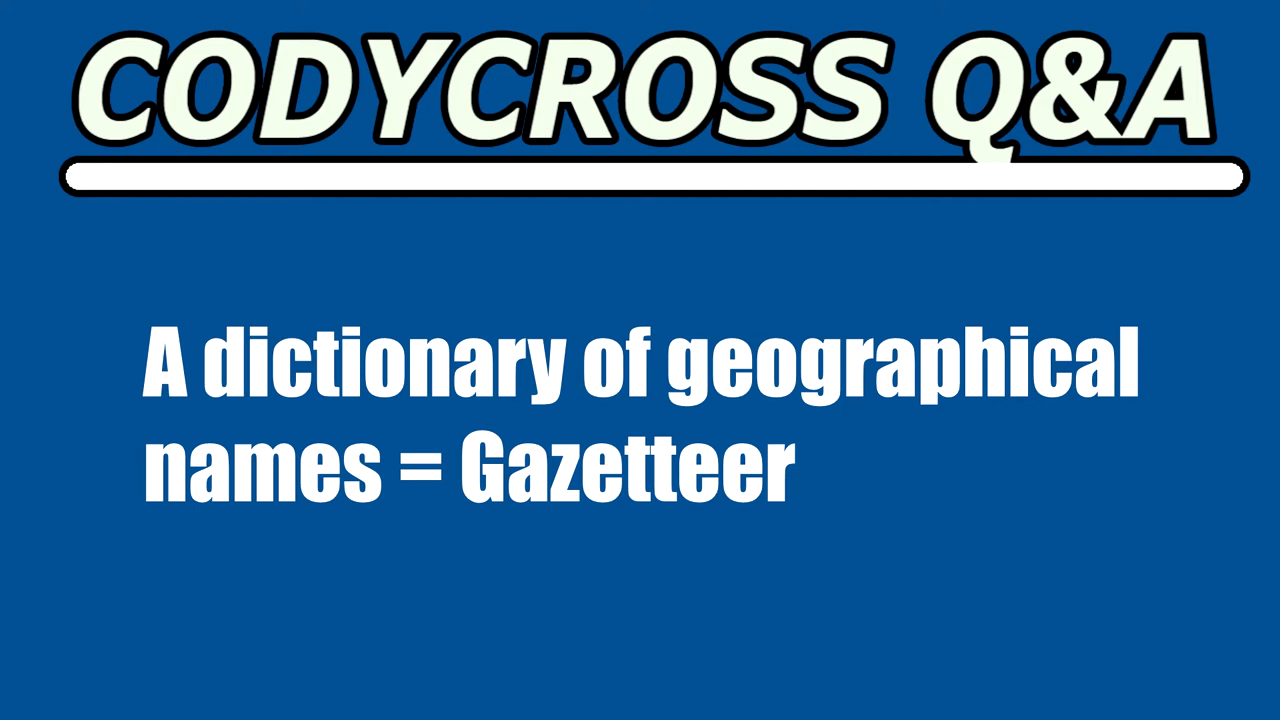 CODYCROSS Q&A
A dictionary of geographical
names = Gazetteer